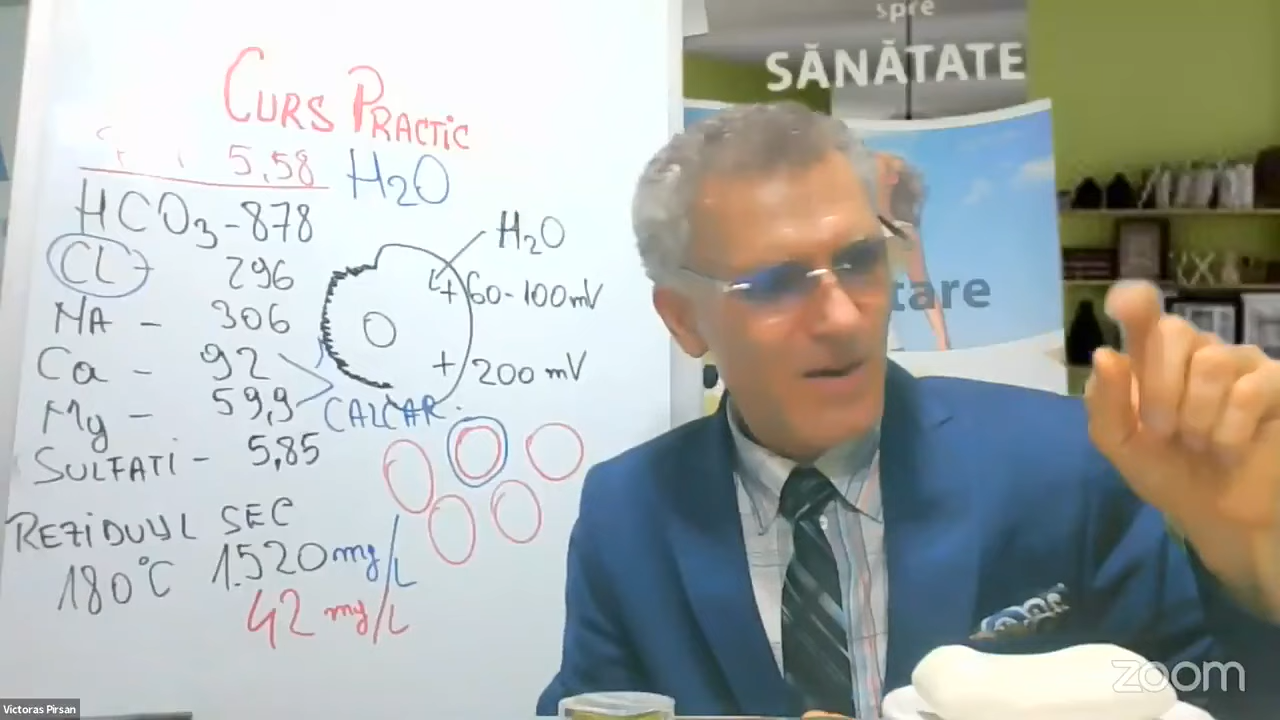 CURS PRACTIC
5,58 H2O
HCO3-878
CL- 296
NA - 306
Ca - 92
Mg - 59,9
SULFATI - 5,85
REZIDUUL SEC
180°C 1.520 mg/L
42 mg/L
H2O
+ 60-100mV
+ 200 mV
CALCAR.
spre
SĂNĂTATE
tare
zoom
Victoras Pirsan